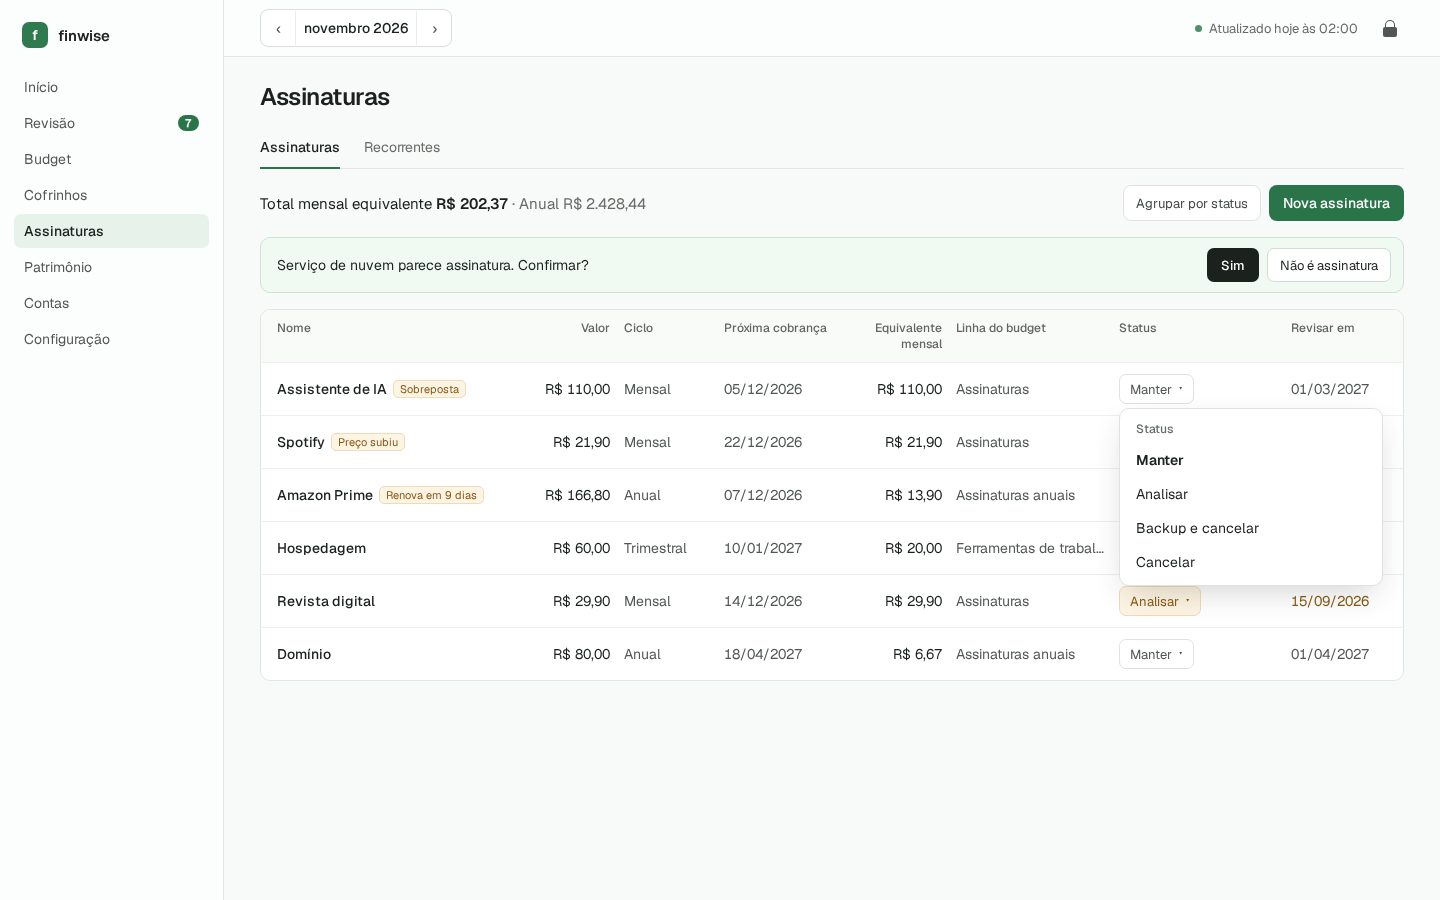 f finwise
‹ novembro 2026 ›
Atualizado hoje às 02:00
Início
Revisão 7
Budget
Cofrinhos
Assinaturas
Patrimônio
Contas
Configuração
Assinaturas
Assinaturas Recorrentes
Total mensal equivalente R$ 202,37 · Anual R$ 2.428,44
Agrupar por status
Nova assinatura
Serviço de nuvem parece assinatura. Confirmar?
Sim
Não é assinatura
Nome Valor Ciclo Próxima cobrança Equivalente mensal Linha do budget Status Revisar em
Assistente de IA Sobreposta R$ 110,00 Mensal 05/12/2026 R$ 110,00 Assinaturas Manter 01/03/2027
Spotify Preço subiu R$ 21,90 Mensal 22/12/2026 R$ 21,90 Assinaturas
Amazon Prime Renova em 9 dias R$ 166,80 Anual 07/12/2026 R$ 13,90 Assinaturas anuais
Hospedagem R$ 60,00 Trimestral 10/01/2027 R$ 20,00 Ferramentas de trabal…
Status
Manter
Analisar
Backup e cancelar
Cancelar
Revista digital R$ 29,90 Mensal 14/12/2026 R$ 29,90 Assinaturas Analisar 15/09/2026
Domínio R$ 80,00 Anual 18/04/2027 R$ 6,67 Assinaturas anuais Manter 01/04/2027